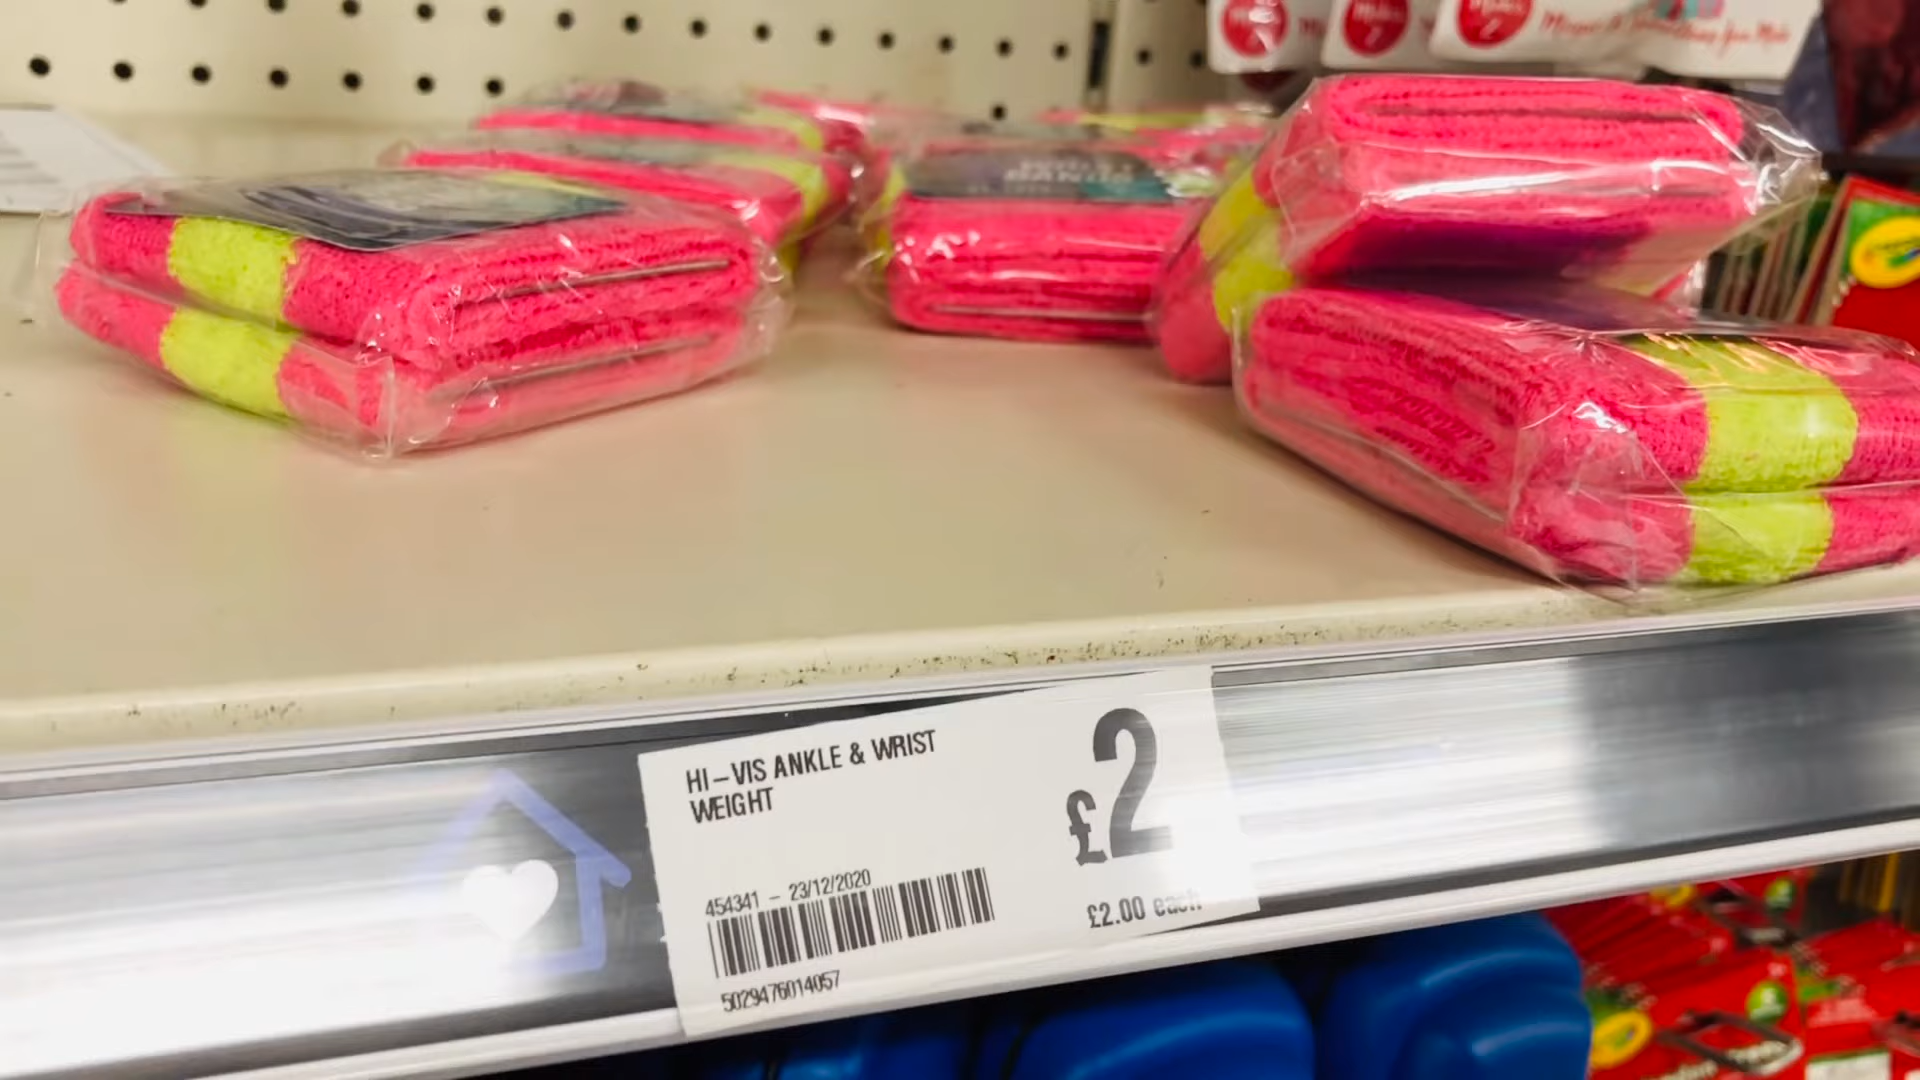 HI-VIS ANKLE & WRIST
WEIGHT
£2
454341 - 23/12/2020
£2.00 each
5029476014057